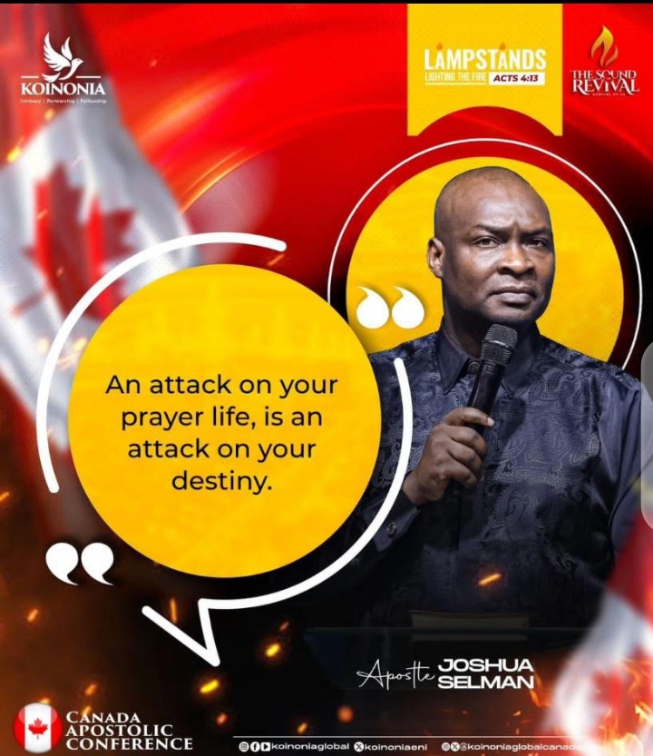 KOINONIA
Intimacy | Partnership | Fellowship
LAMPSTANDS
LIGHTING THE FIRE ACTS 4:13
THE SOUND
REVIVAL
An attack on your
prayer life, is an
attack on your
destiny.
Apostle JOSHUA
SELMAN
CANADA
APOSTOLIC
CONFERENCE
koinoniaglobal koinoniaeni koinoniaglobalcanada